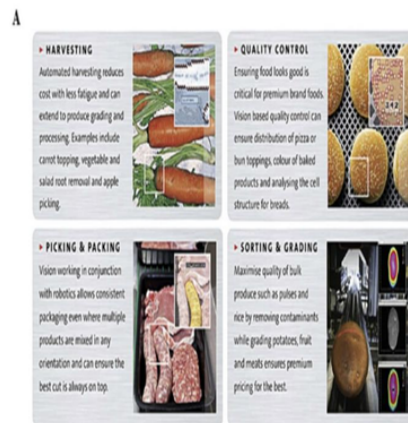 A
▸ HARVESTING
Automated harvesting reduces
cost with less fatigue and can
extend to produce grading and
processing. Examples include
carrot topping, vegetable and
salad root removal and apple
picking.
▸ QUALITY CONTROL
Ensuring food looks good is
critical for premium brand foods.
Vision based quality control can
ensure distribution of pizza or
bun toppings, colour of baked
products and analysing the cell
structure for breads.
▸ PICKING & PACKING
Vision working in conjunction
with robotics allows consistent
packaging even where multiple
products are mixed in any
orientation and can ensure the
best cut is always on top.
▸ SORTING & GRADING
Maximise quality of bulk
produce such as pulses and
rice by removing contaminants
while grading potatoes, fruit
and meats ensures premium
pricing for the best.